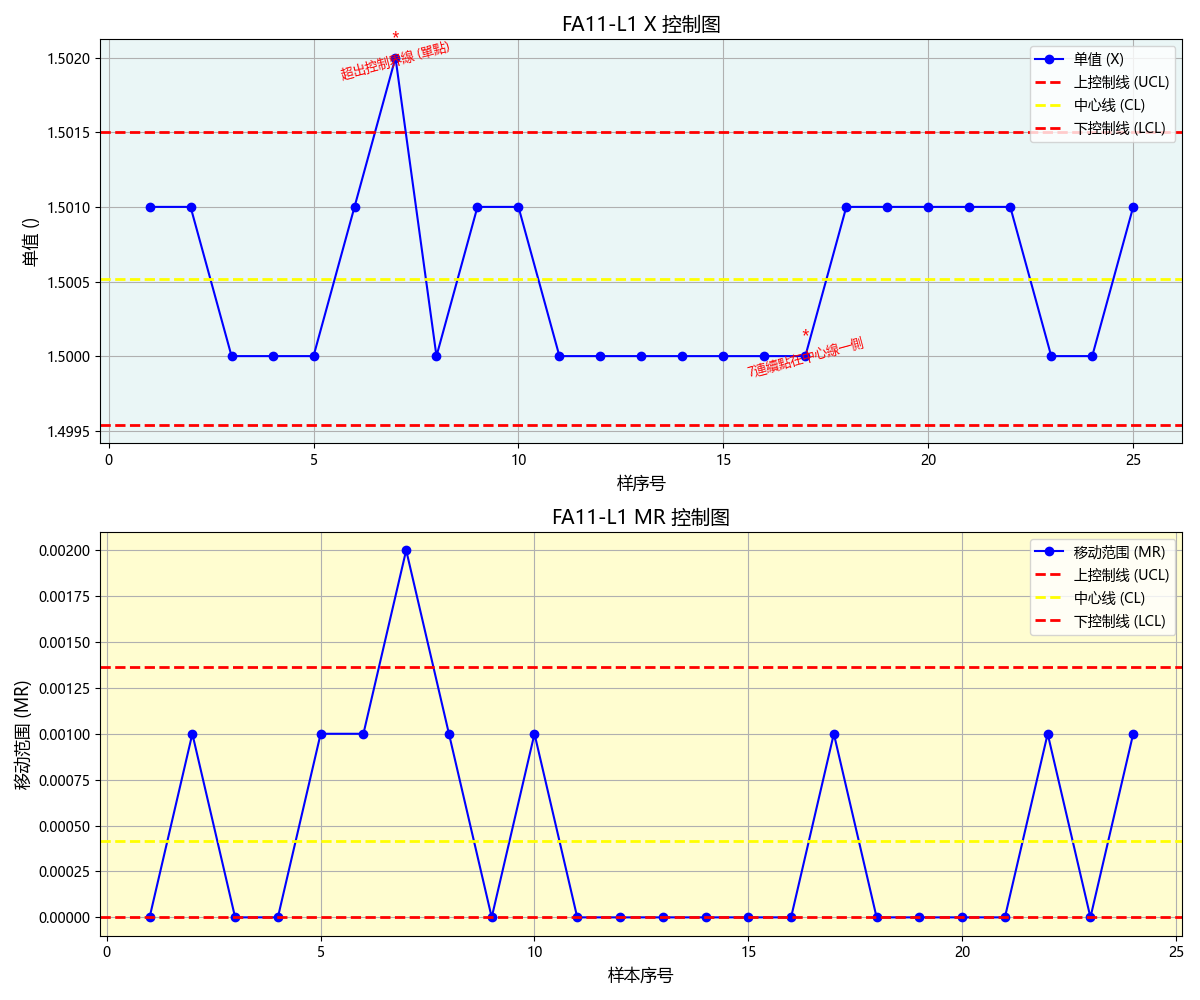 FA11-L1 X 控制图
单值 ()
1.5020
1.5015
1.5010
1.5005
1.5000
1.4995
*
超出控制界線 (單點)
*
7連續點在中心線一側
单值 (X)
上控制线 (UCL)
中心线 (CL)
下控制线 (LCL)
0 5 10 15 20 25
样序号
FA11-L1 MR 控制图
移动范围 (MR)
0.00200
0.00175
0.00150
0.00125
0.00100
0.00075
0.00050
0.00025
0.00000
移动范围 (MR)
上控制线 (UCL)
中心线 (CL)
下控制线 (LCL)
0 5 10 15 20 25
样本序号